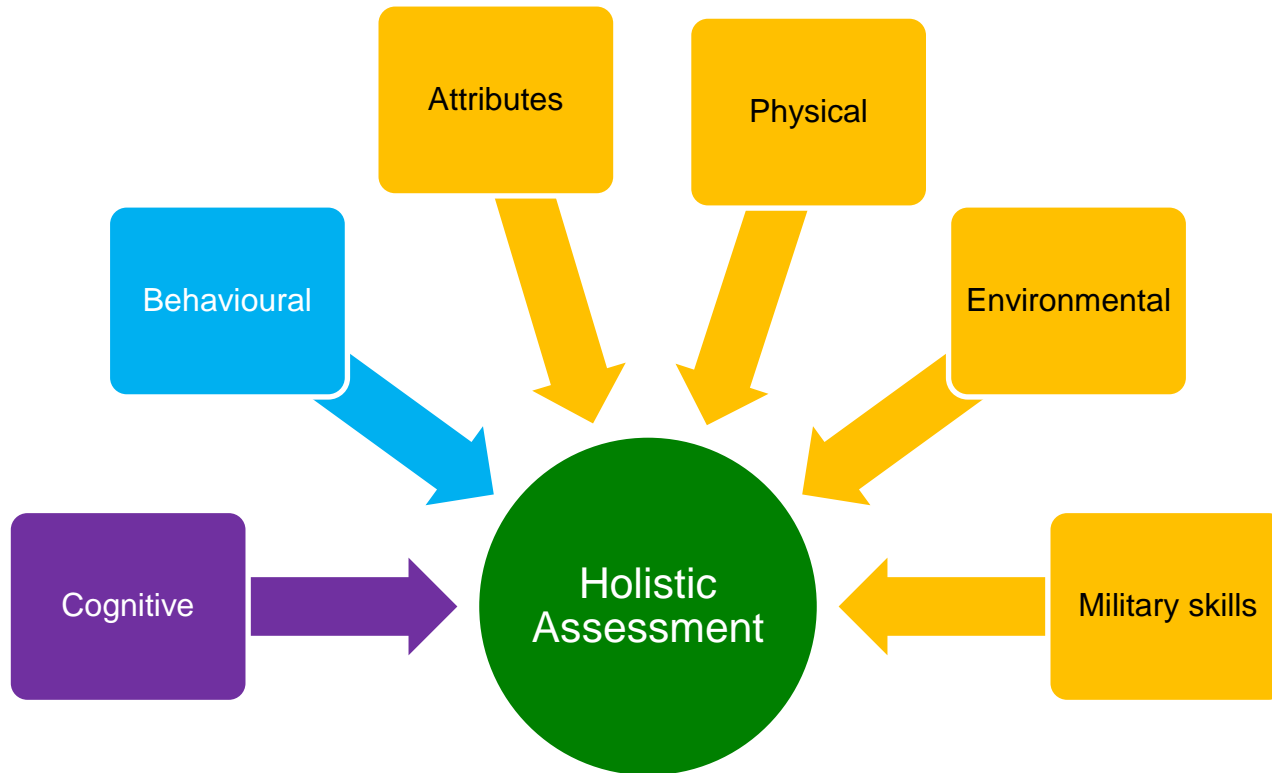 Attributes
Physical
Behavioural
Environmental
Cognitive
Holistic
Assessment
Military skills